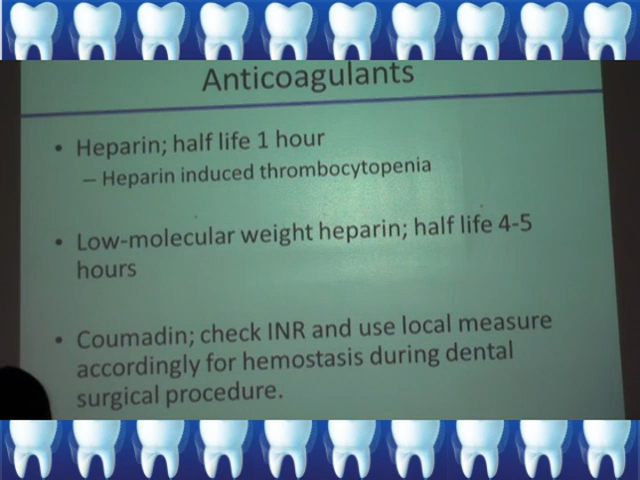 Anticoagulants
• Heparin; half life 1 hour
– Heparin induced thrombocytopenia
• Low-molecular weight heparin; half life 4-5
hours
• Coumadin; check INR and use local measure
accordingly for hemostasis during dental
surgical procedure.